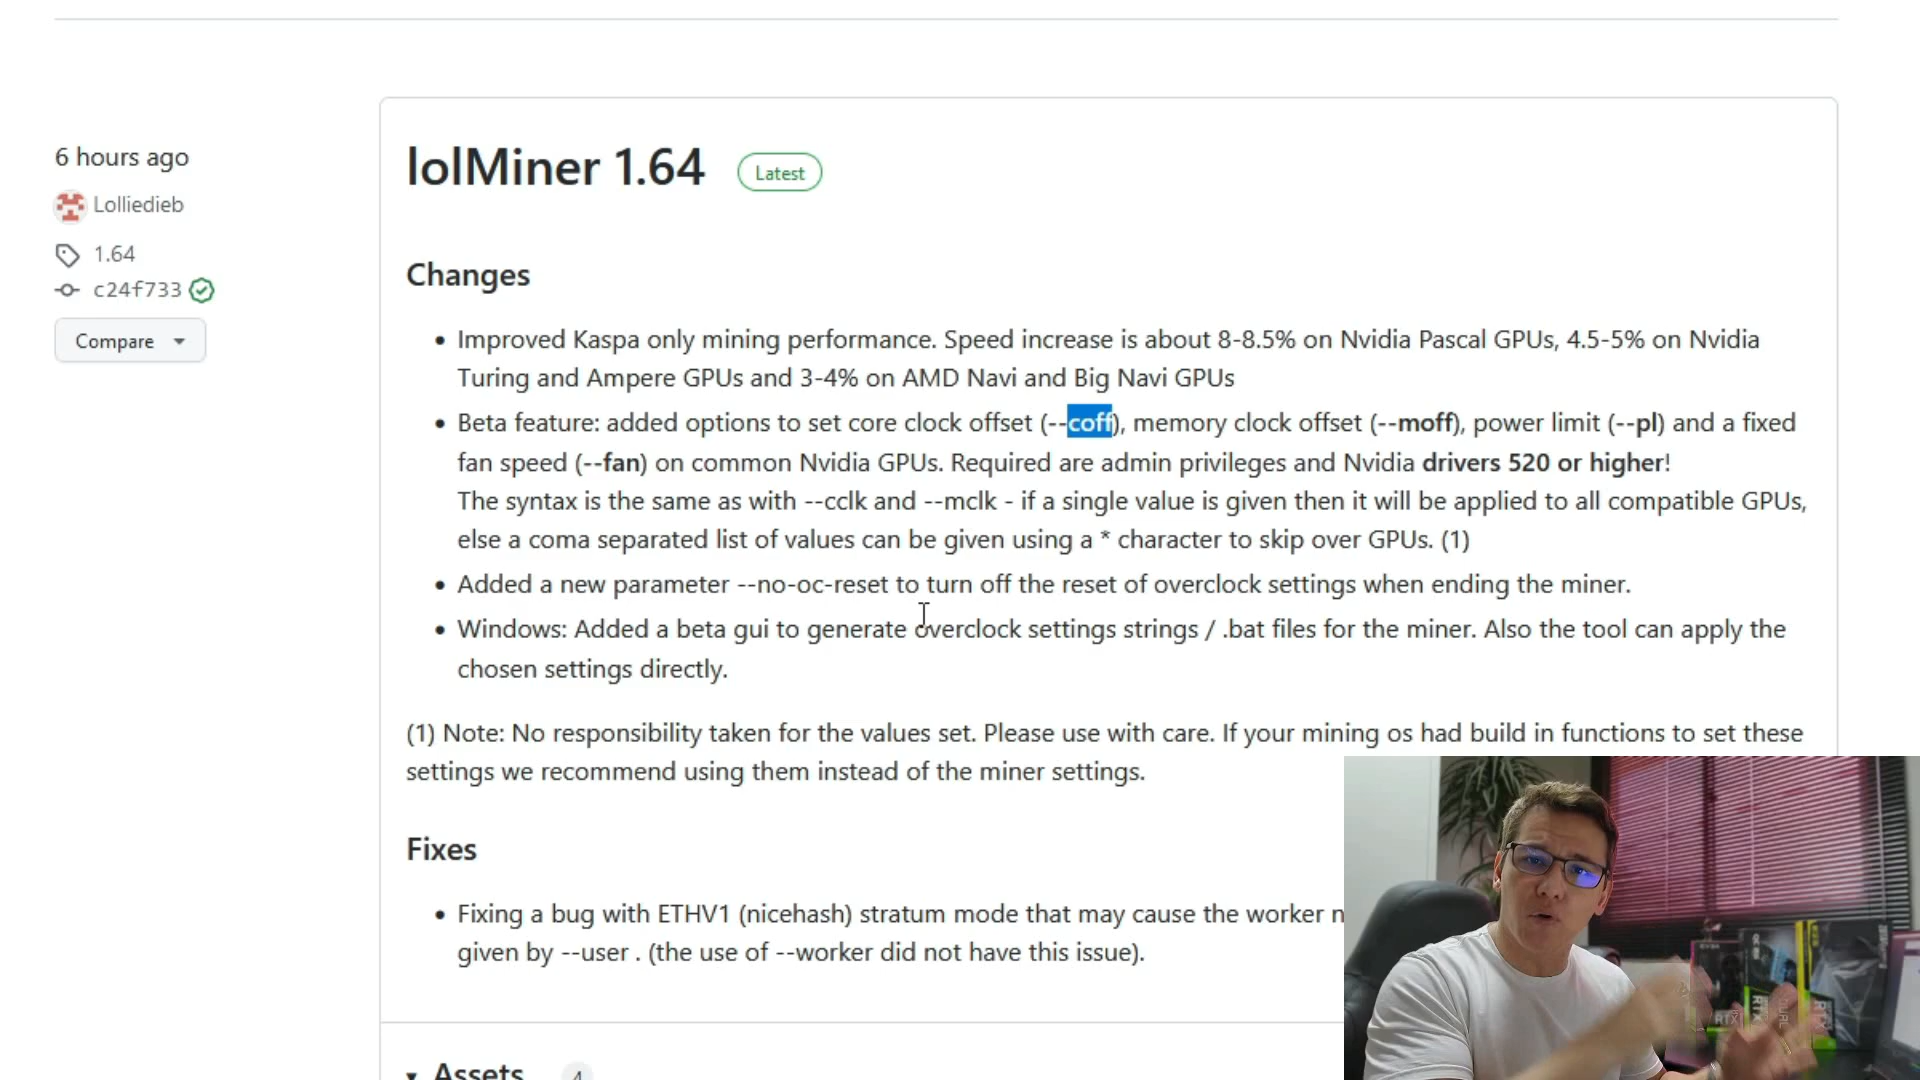 6 hours ago
Lolliedieb
1.64
c24f733
Compare
lolMiner 1.64 Latest
Changes
• Improved Kaspa only mining performance. Speed increase is about 8-8.5% on Nvidia Pascal GPUs, 4.5-5% on Nvidia
Turing and Ampere GPUs and 3-4% on AMD Navi and Big Navi GPUs
• Beta feature: added options to set core clock offset (--coff), memory clock offset (--moff), power limit (--pl) and a fixed
fan speed (--fan) on common Nvidia GPUs. Required are admin privileges and Nvidia drivers 520 or higher!
The syntax is the same as with --cclk and --mclk - if a single value is given then it will be applied to all compatible GPUs,
else a coma separated list of values can be given using a * character to skip over GPUs. (1)
• Added a new parameter --no-oc-reset to turn off the reset of overclock settings when ending the miner.
• Windows: Added a beta gui to generate overclock settings strings / .bat files for the miner. Also the tool can apply the
chosen settings directly.
(1) Note: No responsibility taken for the values set. Please use with care. If your mining os had build in functions to set these
settings we recommend using them instead of the miner settings.
Fixes
• Fixing a bug with ETHV1 (nicehash) stratum mode that may cause the worker n
given by --user . (the use of --worker did not have this issue).
Assets 4
RTX
RTX
DUAL
RTX